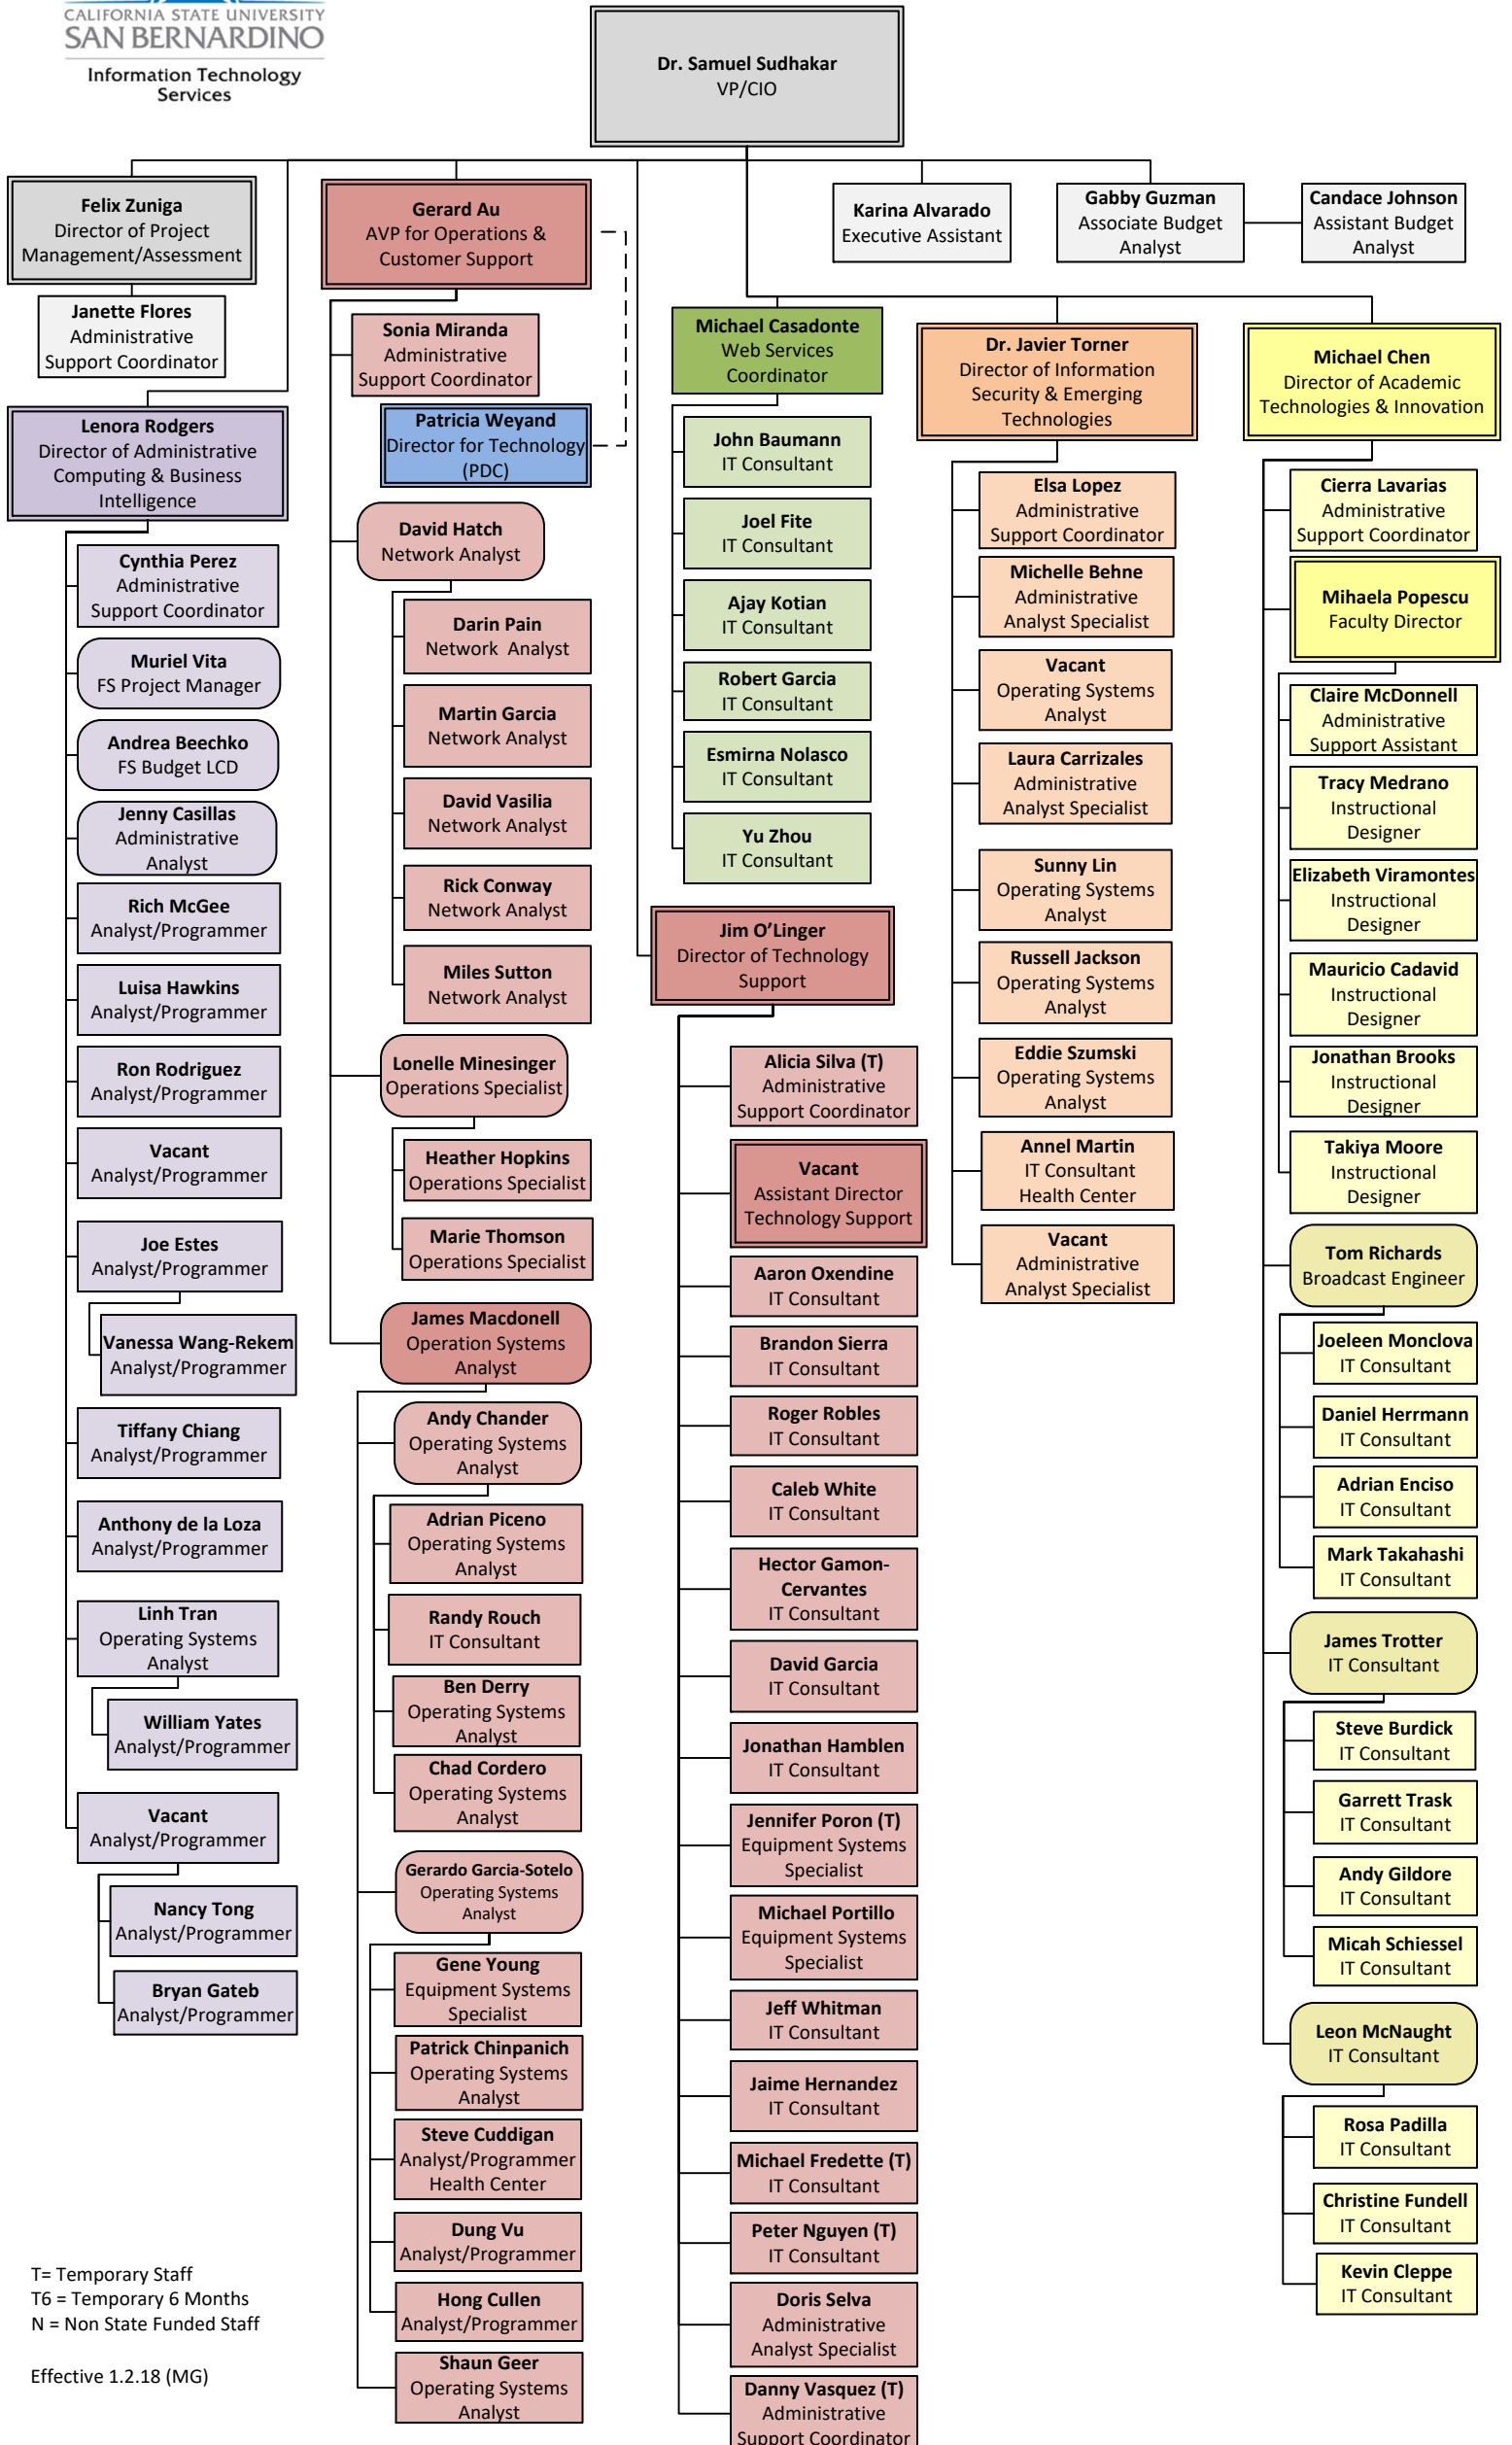 CALIFORNIA STATE UNIVERSITY
SAN BERNARDINO
Information Technology
Services
Dr. Samuel Sudhakar
VP/CIO
Felix Zuniga
Director of Project
Management/Assessment
Janette Flores
Administrative
Support Coordinator
Gerard Au
AVP for Operations &
Customer Support
Karina Alvarado
Executive Assistant
Gabby Guzman
Associate Budget
Analyst
Candace Johnson
Assistant Budget
Analyst
Lenora Rodgers
Director of Administrative
Computing & Business
Intelligence
Cynthia Perez
Administrative
Support Coordinator
Muriel Vita
FS Project Manager
Andrea Beechko
FS Budget LCD
Jenny Casillas
Administrative
Analyst
Rich McGee
Analyst/Programmer
Luisa Hawkins
Analyst/Programmer
Ron Rodriguez
Analyst/Programmer
Vacant
Analyst/Programmer
Joe Estes
Analyst/Programmer
Vanessa Wang-Rekem
Analyst/Programmer
Tiffany Chiang
Analyst/Programmer
Anthony de la Loza
Analyst/Programmer
Linh Tran
Operating Systems
Analyst
William Yates
Analyst/Programmer
Vacant
Analyst/Programmer
Nancy Tong
Analyst/Programmer
Bryan Gateb
Analyst/Programmer
Sonia Miranda
Administrative
Support Coordinator
Patricia Weyand
Director for Technology
(PDC)
David Hatch
Network Analyst
Darin Pain
Network  Analyst
Martin Garcia
Network Analyst
David Vasilia
Network Analyst
Rick Conway
Network Analyst
Miles Sutton
Network Analyst
Lonelle Minesinger
Operations Specialist
Heather Hopkins
Operations Specialist
Marie Thomson
Operations Specialist
James Macdonell
Operation Systems
Analyst
Andy Chander
Operating Systems
Analyst
Adrian Piceno
Operating Systems
Analyst
Randy Rouch
IT Consultant
Ben Derry
Operating Systems
Analyst
Chad Cordero
Operating Systems
Analyst
Gerardo Garcia-Sotelo
Operating Systems
Analyst
Gene Young
Equipment Systems
Specialist
Patrick Chinpanich
Operating Systems
Analyst
Steve Cuddigan
Analyst/Programmer
Health Center
Dung Vu
Analyst/Programmer
Hong Cullen
Analyst/Programmer
Shaun Geer
Operating Systems
Analyst
Michael Casadonte
Web Services
Coordinator
John Baumann
IT Consultant
Joel Fite
IT Consultant
Ajay Kotian
IT Consultant
Robert Garcia
IT Consultant
Esmirna Nolasco
IT Consultant
Yu Zhou
IT Consultant
Jim O’Linger
Director of Technology
Support
Alicia Silva (T)
Administrative
Support Coordinator
Vacant
Assistant Director
Technology Support
Aaron Oxendine
IT Consultant
Brandon Sierra
IT Consultant
Roger Robles
IT Consultant
Caleb White
IT Consultant
Hector Gamon-
Cervantes
IT Consultant
David Garcia
IT Consultant
Jonathan Hamblen
IT Consultant
Jennifer Poron (T)
Equipment Systems
Specialist
Michael Portillo
Equipment Systems
Specialist
Jeff Whitman
IT Consultant
Jaime Hernandez
IT Consultant
Michael Fredette (T)
IT Consultant
Peter Nguyen (T)
IT Consultant
Doris Selva
Administrative
Analyst Specialist
Danny Vasquez (T)
Administrative
Support Coordinator
Dr. Javier Torner
Director of Information
Security & Emerging
Technologies
Elsa Lopez
Administrative
Support Coordinator
Michelle Behne
Administrative
Analyst Specialist
Vacant
Operating Systems
Analyst
Laura Carrizales
Administrative
Analyst Specialist
Sunny Lin
Operating Systems
Analyst
Russell Jackson
Operating Systems
Analyst
Eddie Szumski
Operating Systems
Analyst
Annel Martin
IT Consultant
Health Center
Vacant
Administrative
Analyst Specialist
Michael Chen
Director of Academic
Technologies & Innovation
Cierra Lavarias
Administrative
Support Coordinator
Mihaela Popescu
Faculty Director
Claire McDonnell
Administrative
Support Assistant
Tracy Medrano
Instructional
Designer
Elizabeth Viramontes
Instructional
Designer
Mauricio Cadavid
Instructional
Designer
Jonathan Brooks
Instructional
Designer
Takiya Moore
Instructional
Designer
Tom Richards
Broadcast Engineer
Joeleen Monclova
IT Consultant
Daniel Herrmann
IT Consultant
Adrian Enciso
IT Consultant
Mark Takahashi
IT Consultant
James Trotter
IT Consultant
Steve Burdick
IT Consultant
Garrett Trask
IT Consultant
Andy Gildore
IT Consultant
Micah Schiessel
IT Consultant
Leon McNaught
IT Consultant
Rosa Padilla
IT Consultant
Christine Fundell
IT Consultant
Kevin Cleppe
IT Consultant
T= Temporary Staff
T6 = Temporary 6 Months
N = Non State Funded Staff
Effective 1.2.18 (MG)